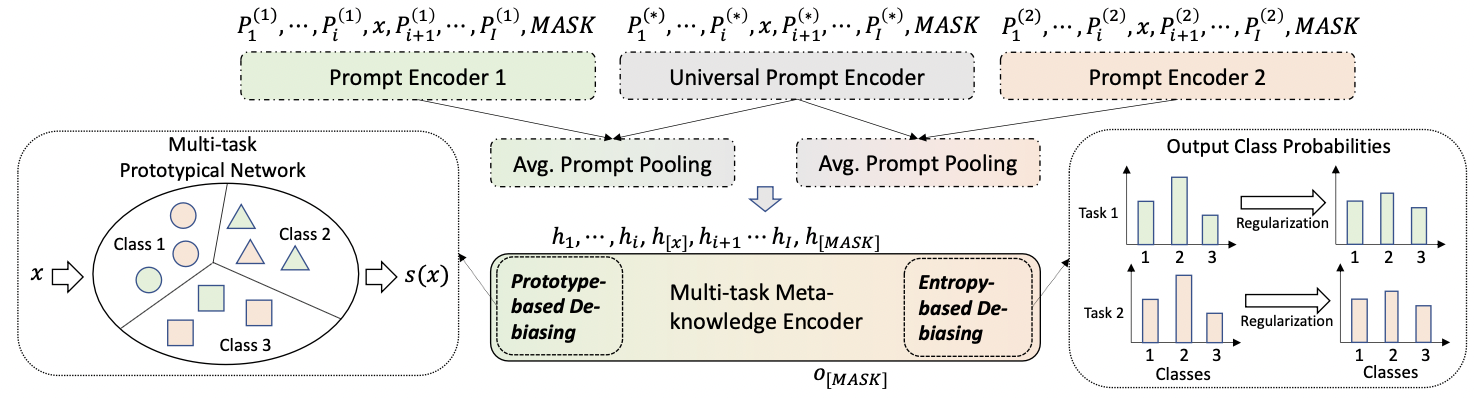 P_1^{(1)}, ⋯, P_i^{(1)}, x, P_{i+1}^{(1)}, ⋯, P_I^{(1)}, MASK
P_1^{(*)}, ⋯, P_i^{(*)}, x, P_{i+1}^{(*)}, ⋯, P_I^{(*)}, MASK
P_1^{(2)}, ⋯, P_i^{(2)}, x, P_{i+1}^{(2)}, ⋯, P_I^{(2)}, MASK
Prompt Encoder 1
Universal Prompt Encoder
Prompt Encoder 2
Avg. Prompt Pooling
Avg. Prompt Pooling
Multi-task
Prototypical Network
Class 1
Class 2
Class 3
x
s(x)
h_1, ⋯, h_i, h_{[x]}, h_{i+1} ⋯ h_I, h_{[MASK]}
Prototype-
based De-
biasing
Multi-task Meta-
knowledge Encoder
Entropy-
based De-
biasing
o_{[MASK]}
Output Class Probabilities
Task 1
Regularization
1 2 3
1 2 3
Task 2
Regularization
1 2 3
1 2 3
Classes
Classes